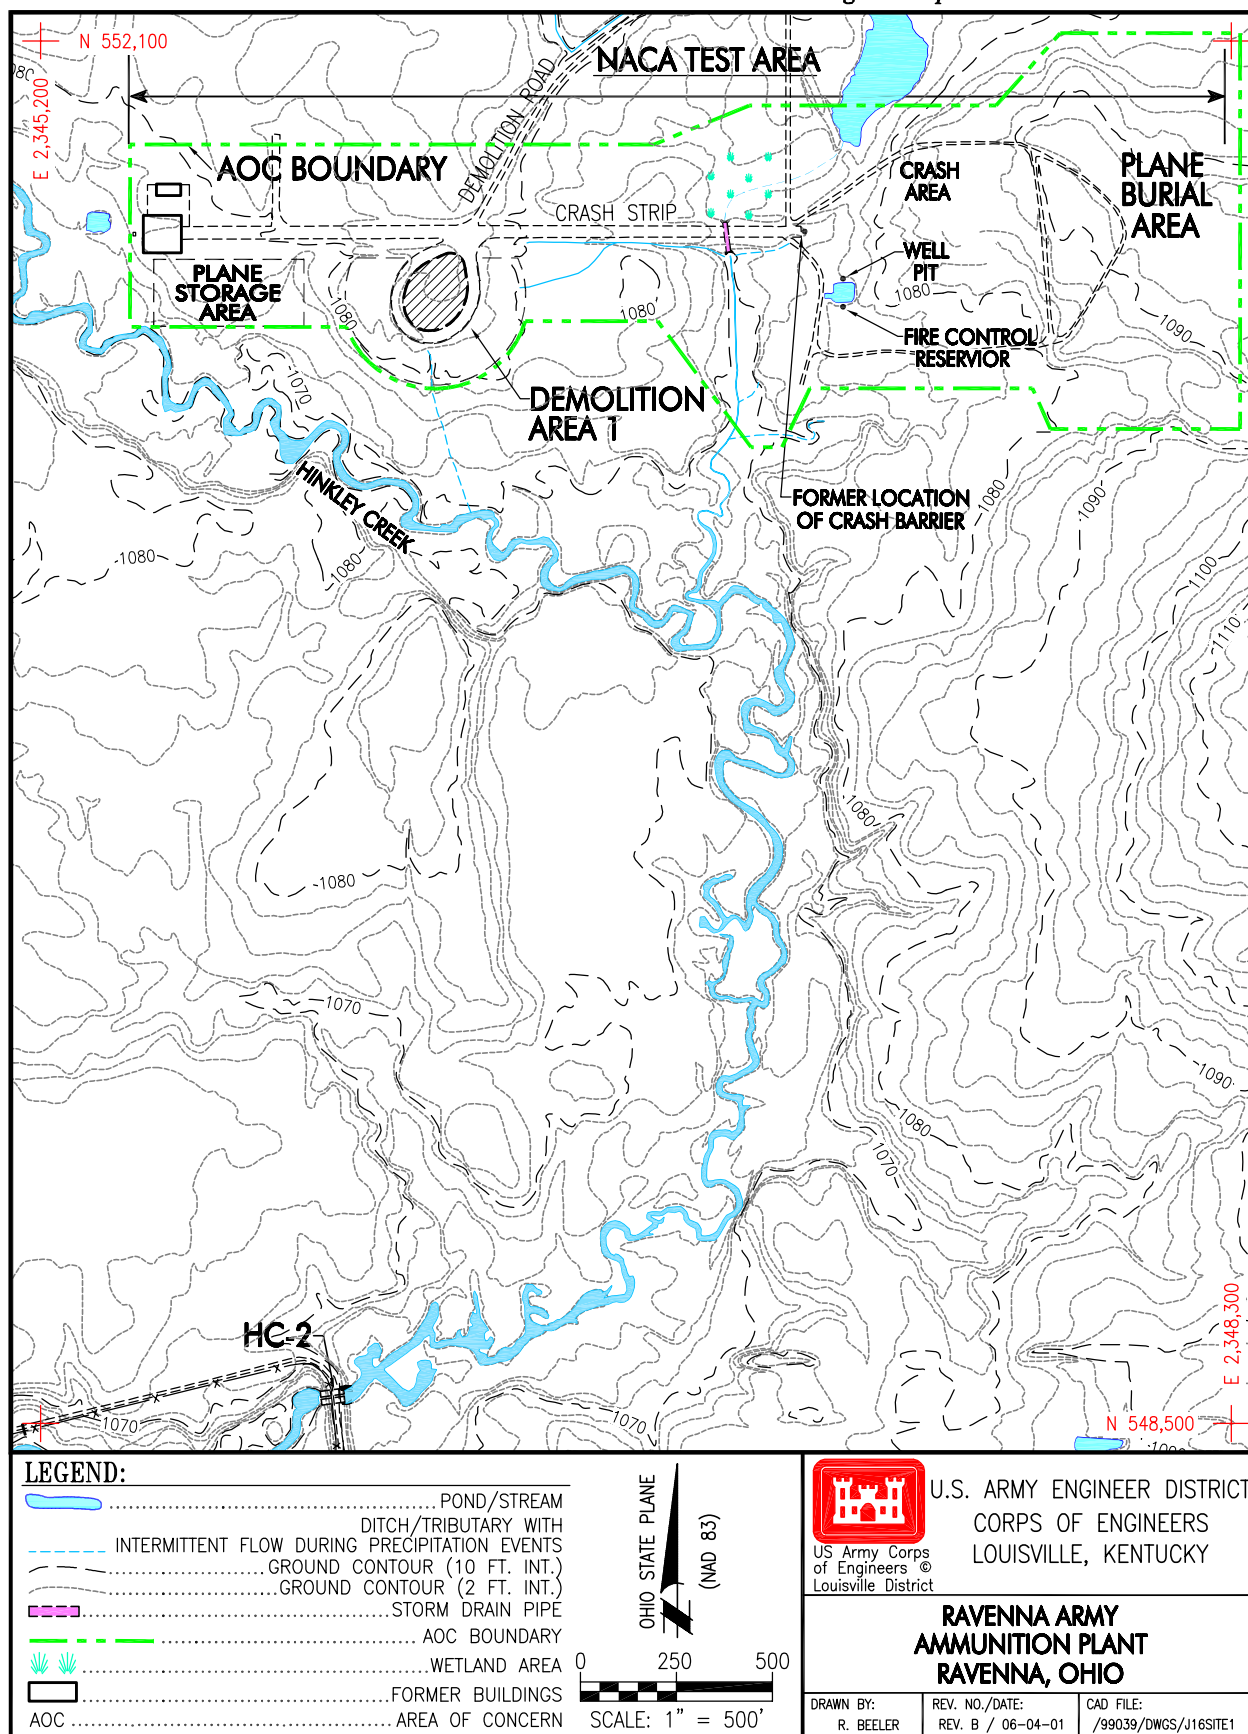 N 552,100
E 2,345,200
NACA TEST AREA
DEMOLITION ROAD
AOC BOUNDARY
CRASH STRIP
CRASH
AREA
PLANE
BURIAL
AREA
WELL
PIT
PLANE
STORAGE
AREA
1080
1080
1080
1090
FIRE CONTROL
RESERVIOR
1070
DEMOLITION
AREA 1
HINKLEY CREEK
FORMER LOCATION
OF CRASH BARRIER
1080
1090
1080
1080
1100
1110
1080
1080
1070
1090
1080
1070
HC-2
E 2,348,300
1070
1070
N 548,500
LEGEND:
POND/STREAM
DITCH/TRIBUTARY WITH
INTERMITTENT FLOW DURING PRECIPITATION EVENTS
GROUND CONTOUR (10 FT. INT.)
GROUND CONTOUR (2 FT. INT.)
STORM DRAIN PIPE
AOC BOUNDARY
WETLAND AREA
FORMER BUILDINGS
AOC AREA OF CONCERN
OHIO STATE PLANE
(NAD 83)
0 250 500
SCALE: 1" = 500'
US Army Corps
of Engineers ©
Louisville District
U.S. ARMY ENGINEER DISTRICT
CORPS OF ENGINEERS
LOUISVILLE, KENTUCKY
RAVENNA ARMY
AMMUNITION PLANT
RAVENNA, OHIO
DRAWN BY:
R. BEELER
REV. NO./DATE:
REV. B / 06-04-01
CAD FILE:
/99039/DWGS/J16SITE1